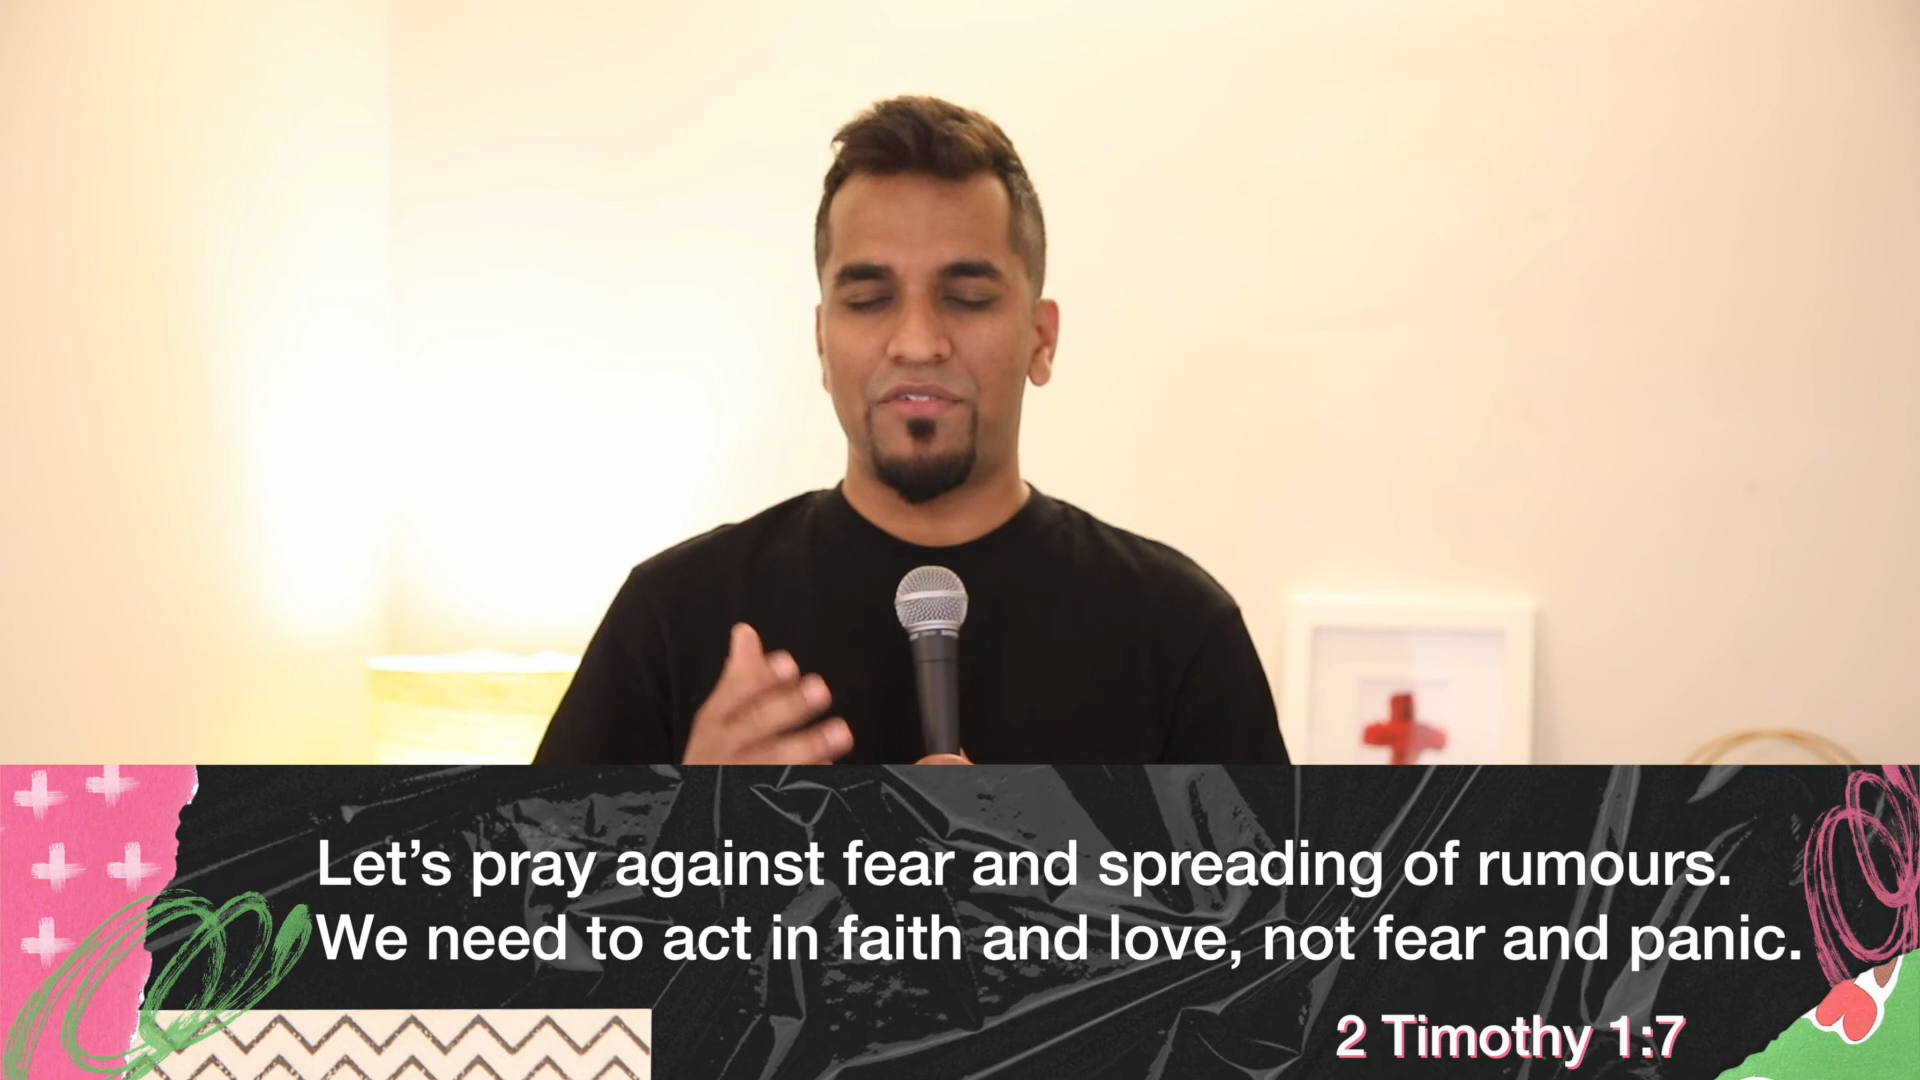 Let’s pray against fear and spreading of rumours.
We need to act in faith and love, not fear and panic.
2 Timothy 1:7